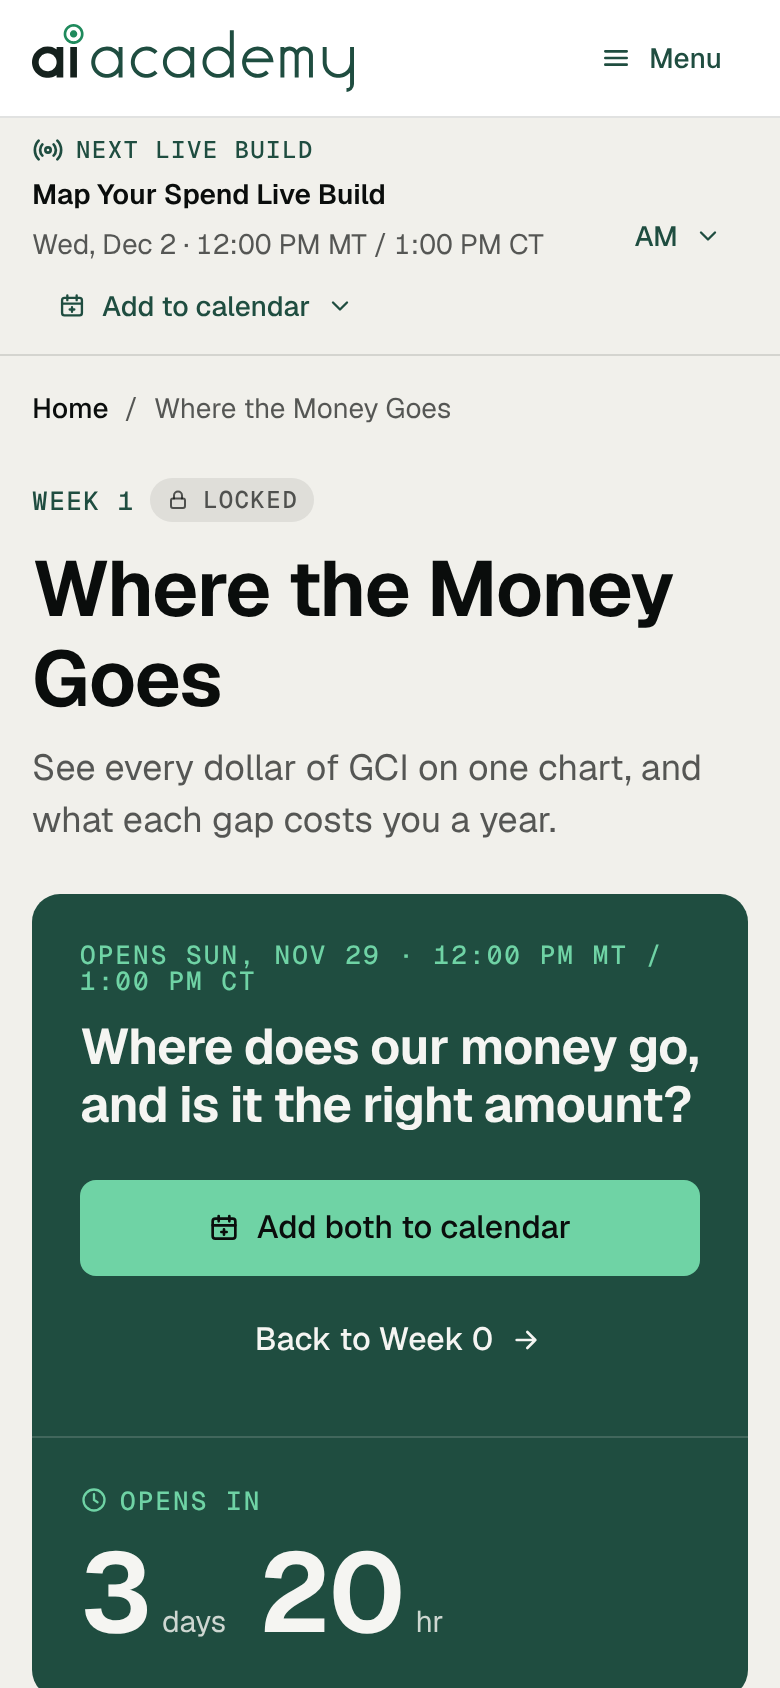 ai academy
Menu
NEXT LIVE BUILD
Map Your Spend Live Build
Wed, Dec 2 · 12:00 PM MT / 1:00 PM CT
AM
Add to calendar
Home / Where the Money Goes
WEEK 1 LOCKED
Where the Money
Goes
See every dollar of GCI on one chart, and
what each gap costs you a year.
OPENS SUN, NOV 29 · 12:00 PM MT /
1:00 PM CT
Where does our money go,
and is it the right amount?
Add both to calendar
Back to Week 0 →
OPENS IN
3 days 20 hr